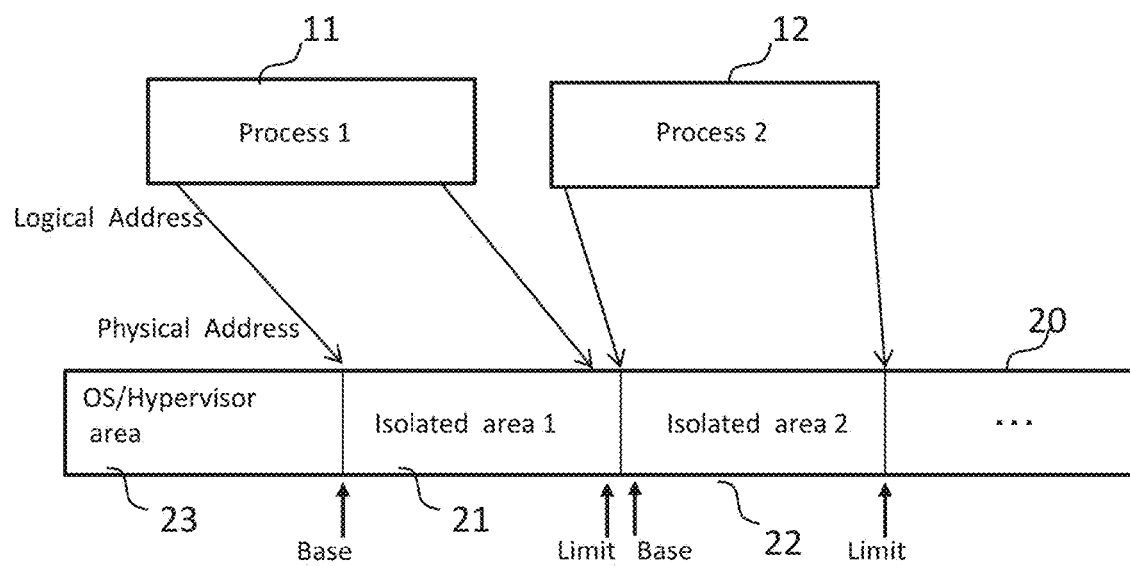 11
12
Process 1
Process 2
Logical Address
Physical Address
20
OS/Hypervisor
area
Isolated area 1
Isolated area 2
...
23
21
22
Base
Limit
Base
Limit